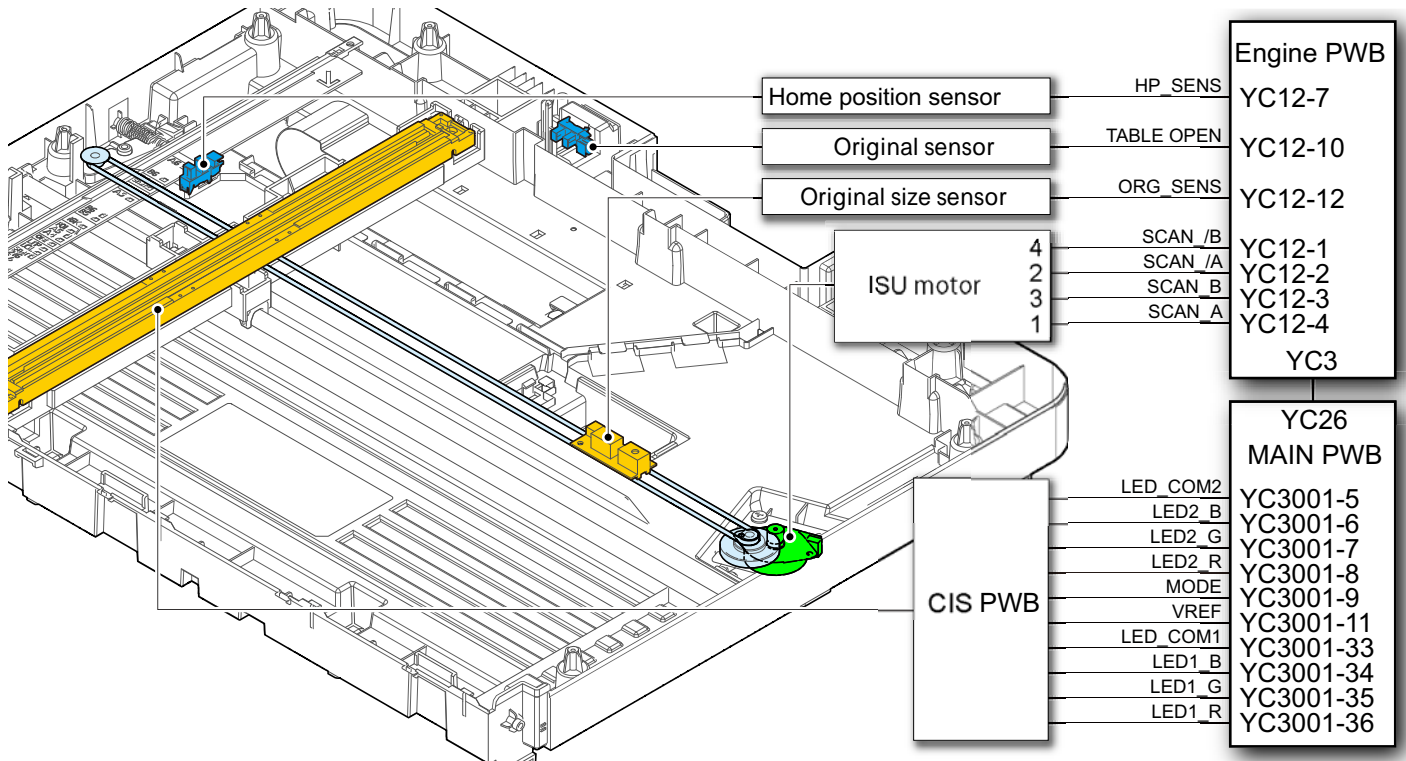 Engine PWB
Home position sensor
HP_SENS
YC12-7
Original sensor
TABLE OPEN
YC12-10
Original size sensor
ORG_SENS
YC12-12
ISU motor
4
SCAN_/B
YC12-1
2
SCAN_/A
YC12-2
3
SCAN_B
YC12-3
1
SCAN_A
YC12-4
YC3
YC26
MAIN PWB
CIS PWB
LED_COM2
YC3001-5
LED2_B
YC3001-6
LED2_G
YC3001-7
LED2_R
YC3001-8
MODE
YC3001-9
VREF
YC3001-11
LED_COM1
YC3001-33
LED1_B
YC3001-34
LED1_G
YC3001-35
LED1_R
YC3001-36